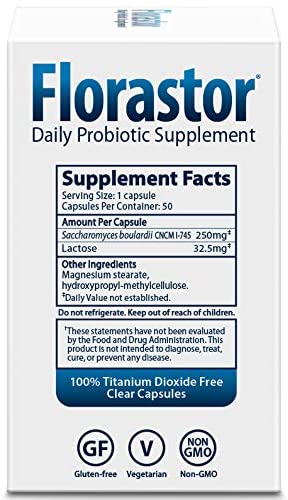 Florastor®
Daily Probiotic Supplement
Supplement Facts
Serving Size: 1 capsule
Capsules Per Container: 50
Amount Per Capsule
Saccharomyces boulardii CNCM I-745 250mg‡
Lactose 32.5mg‡
Other Ingredients
Magnesium stearate,
hydroxypropyl-methylcellulose.
‡Daily Value not established.
Do not refrigerate. Keep out of reach of children.
†These statements have not been evaluated
by the Food and Drug Administration. This
product is not intended to diagnose, treat,
cure, or prevent any disease.
100% Titanium Dioxide Free
Clear Capsules
GF V NON GMO
Gluten-free Vegetarian Non-GMO